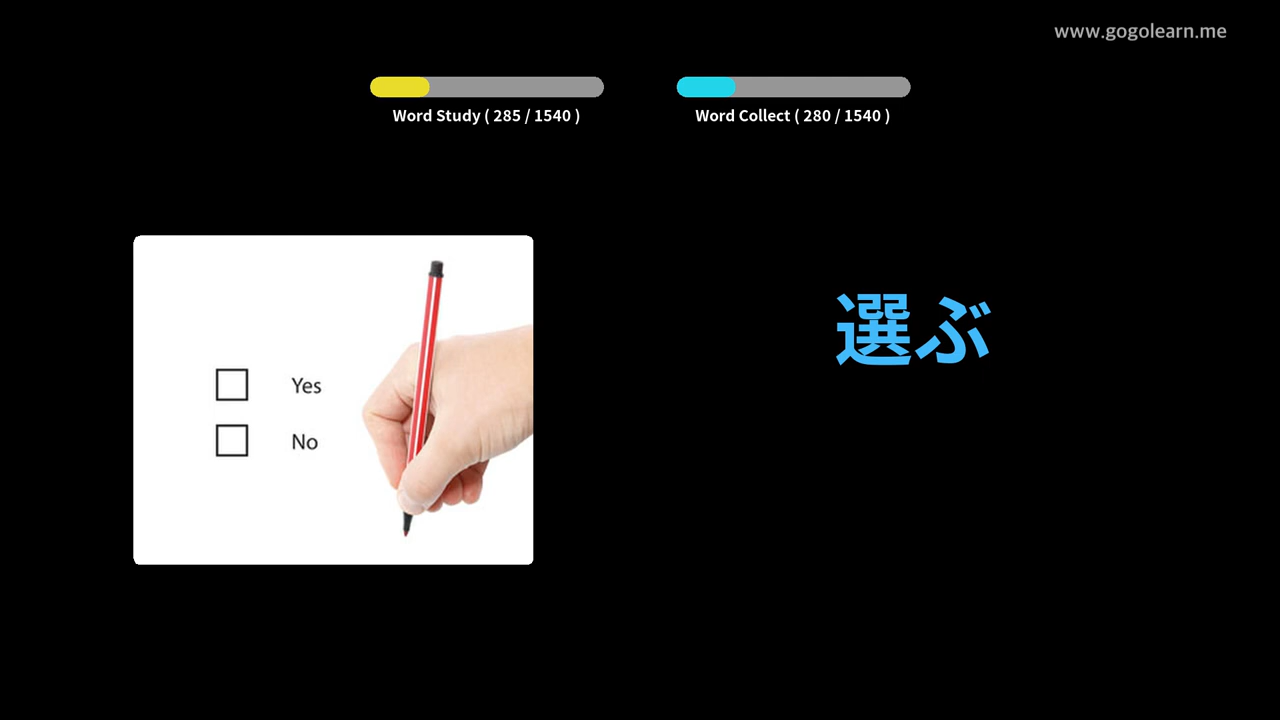 www.gogolearn.me
Word Study ( 285 / 1540 )
Word Collect ( 280 / 1540 )
Yes
No
選ぶ